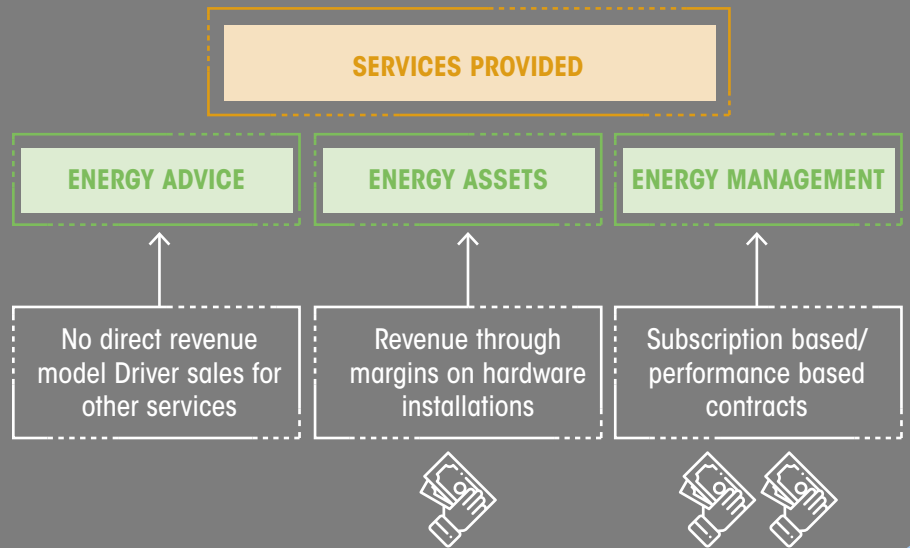 SERVICES PROVIDED
ENERGY ADVICE
ENERGY ASSETS
ENERGY MANAGEMENT
No direct revenue
model Driver sales for
other services
Revenue through
margins on hardware
installations
Subscription based/
performance based
contracts